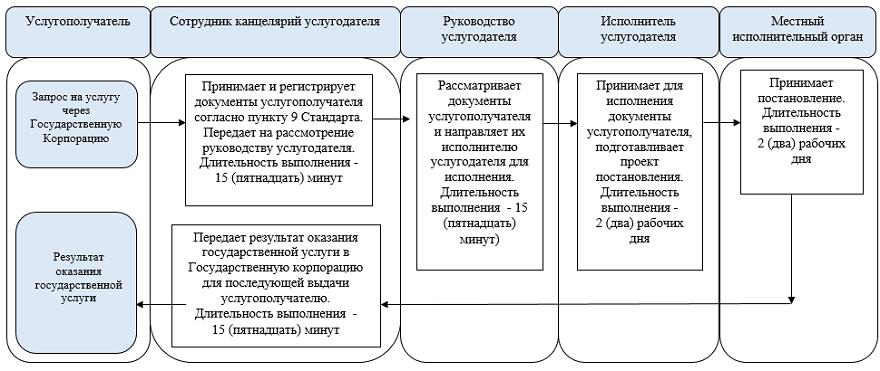 Услугополучатель
Сотрудник канцелярий услугодателя
Руководство
услугодателя
Исполнитель
услугодателя
Местный
исполнительный орган
Запрос на услугу
через
Государственную
Корпорацию
Принимает и регистрирует
документы услугополучателя
согласно пункту 9 Стандарта.
Передает на рассмотрение
руководству услугодателя.
Длительность выполнения -
15 (пятнадцать) минут
Рассматривает
документы
услугополучателя
и направляет их
исполнителю
услугодателя для
исполнения.
Длительность
выполнения - 15
(пятнадцать)
минут)
Принимает для
исполнения
документы
услугополучателя,
подготавливает
проект
постановления.
Длительность
выполнения -
2 (два) рабочих
дня
Принимает
постановление.
Длительность
выполнения -
2 (два) рабочих
дня
Результат
оказания
государственной
услуги
Передает результат оказания
государственной услуги в
Государственную корпорацию
для последующей выдачи
услугополучателю.
Длительность выполнения -
15 (пятнадцать) минут